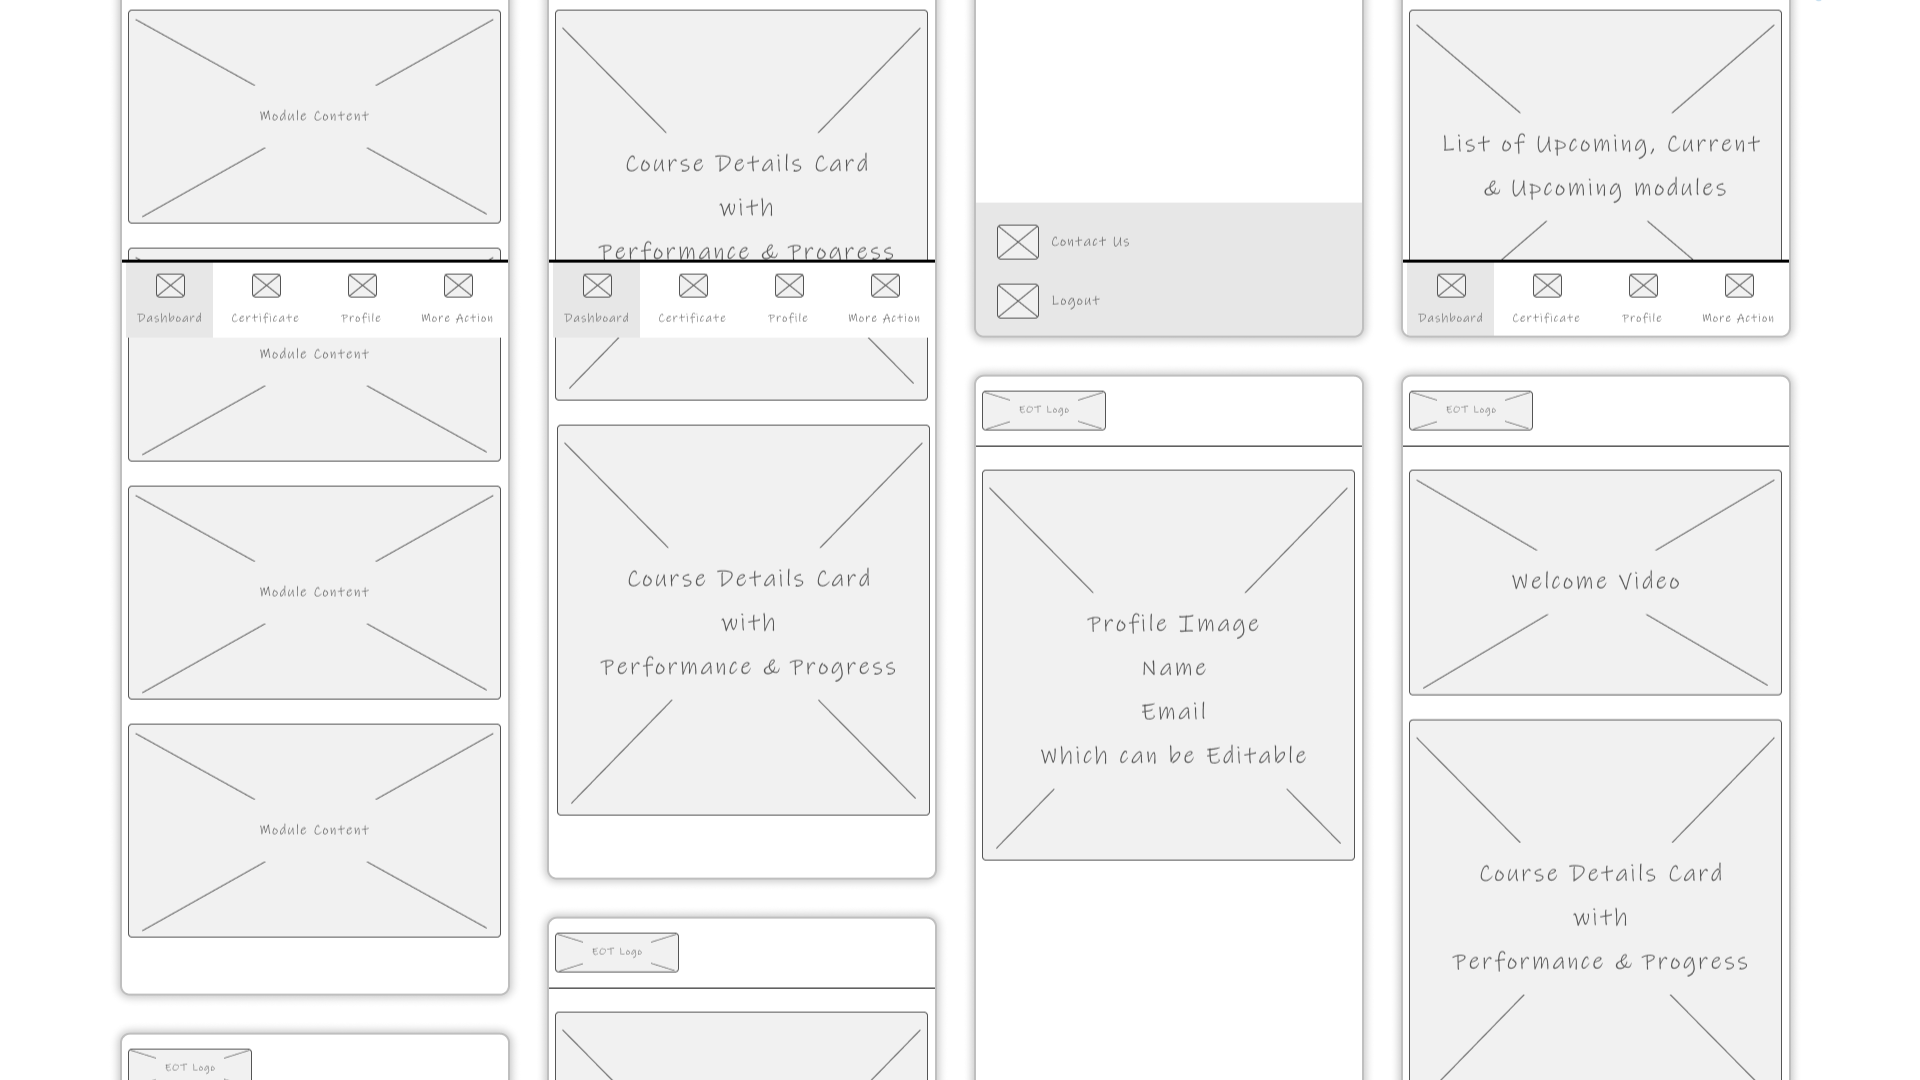 Module Content
Dashboard Certificate Profile More Action
Module Content
Module Content
Module Content
EOT Logo
Course Details Card
with
Performance & Progress
Dashboard Certificate Profile More Action
Course Details Card
with
Performance & Progress
EOT Logo
Contact Us
Logout
EOT Logo
Profile Image
Name
Email
Which can be Editable
List of Upcoming, Current
& Upcoming modules
Dashboard Certificate Profile More Action
EOT Logo
Welcome Video
Course Details Card
with
Performance & Progress